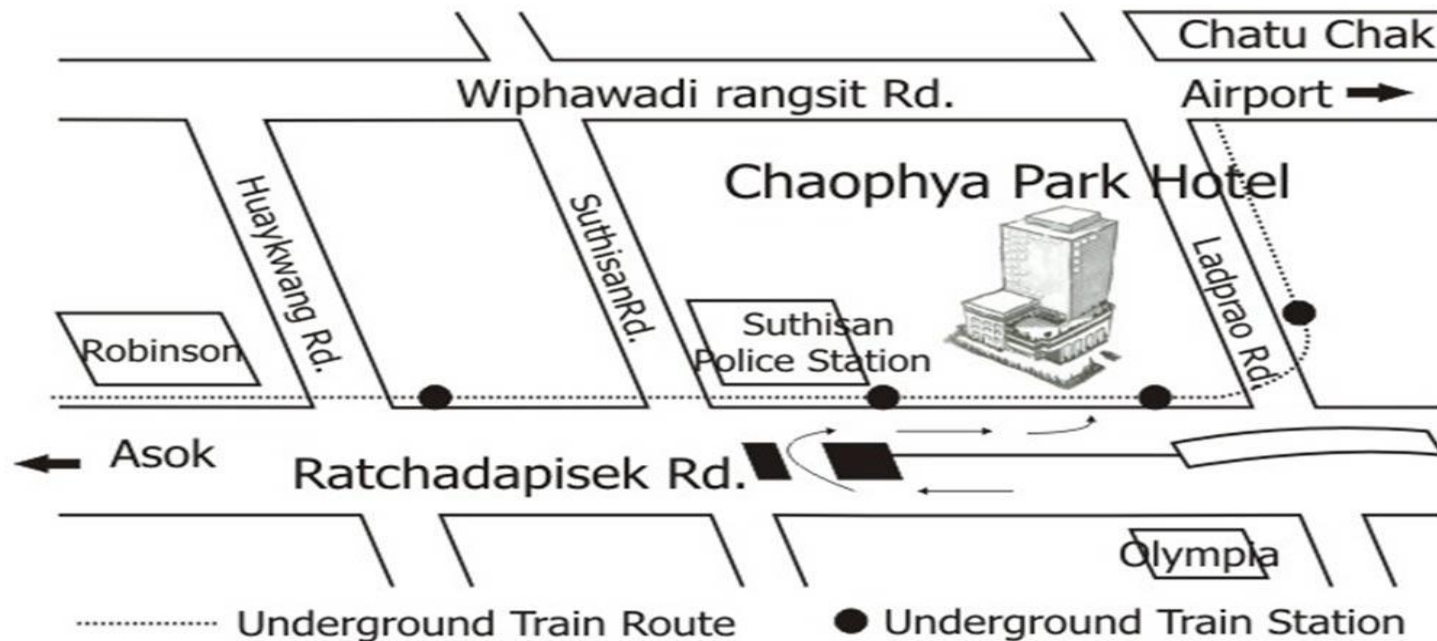 Chatu Chak
Wiphawadi rangsit Rd.
Airport
Chaophya Park Hotel
Huaykwang Rd.
SuthisanRd.
Ladprao Rd.
Robinson
Suthisan
Police Station
Asok
Ratchadapisek Rd.
Olympia
Underground Train Route
Underground Train Station